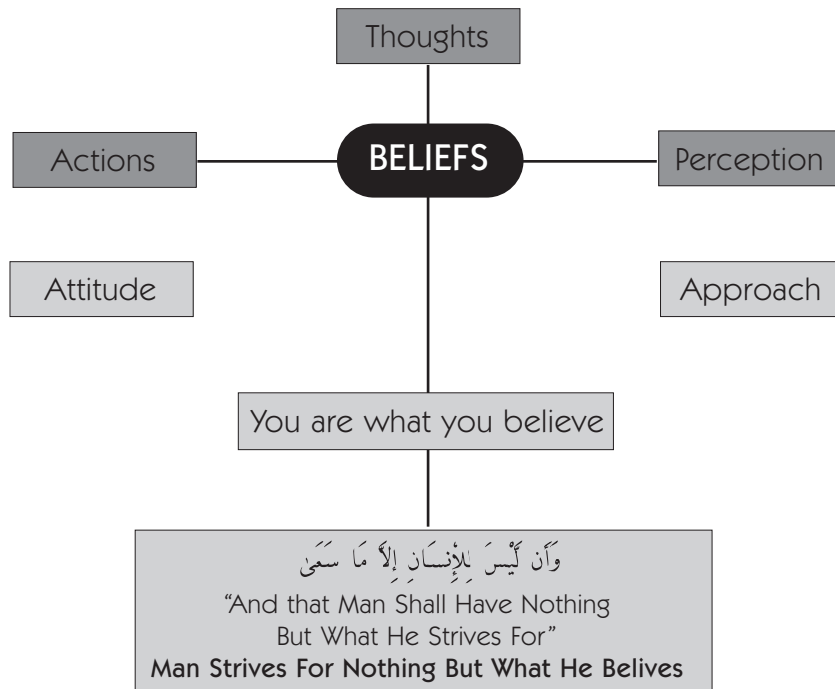 Thoughts
Actions
BELIEFS
Perception
Attitude
Approach
You are what you believe
وَأَن لَّيْسَ لِلْإِنسَانِ إِلَّا مَا سَعَىٰ
“And that Man Shall Have Nothing
But What He Strives For”
Man Strives For Nothing But What He Belives